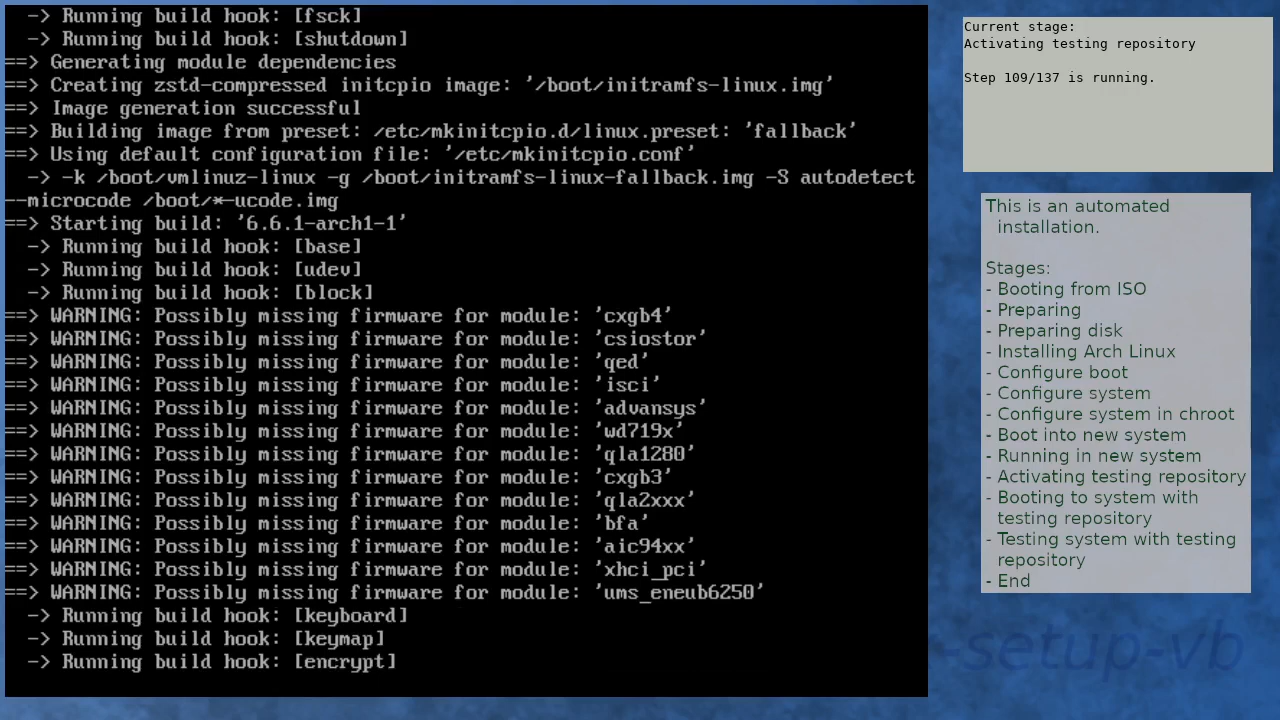 -> Running build hook: [fsck]
  -> Running build hook: [shutdown]
==> Generating module dependencies
==> Creating zstd-compressed initcpio image: '/boot/initramfs-linux.img'
==> Image generation successful
==> Building image from preset: /etc/mkinitcpio.d/linux.preset: 'fallback'
==> Using default configuration file: '/etc/mkinitcpio.conf'
  -> -k /boot/vmlinuz-linux -g /boot/initramfs-linux-fallback.img -S autodetect
--microcode /boot/*-ucode.img
==> Starting build: '6.6.1-arch1-1'
  -> Running build hook: [base]
  -> Running build hook: [udev]
  -> Running build hook: [block]
==> WARNING: Possibly missing firmware for module: 'cxgb4'
==> WARNING: Possibly missing firmware for module: 'csiostor'
==> WARNING: Possibly missing firmware for module: 'qed'
==> WARNING: Possibly missing firmware for module: 'isci'
==> WARNING: Possibly missing firmware for module: 'advansys'
==> WARNING: Possibly missing firmware for module: 'wd719x'
==> WARNING: Possibly missing firmware for module: 'qla1280'
==> WARNING: Possibly missing firmware for module: 'cxgb3'
==> WARNING: Possibly missing firmware for module: 'qla2xxx'
==> WARNING: Possibly missing firmware for module: 'bfa'
==> WARNING: Possibly missing firmware for module: 'aic94xx'
==> WARNING: Possibly missing firmware for module: 'xhci_pci'
==> WARNING: Possibly missing firmware for module: 'ums_eneub6250'
  -> Running build hook: [keyboard]
  -> Running build hook: [keymap]
  -> Running build hook: [encrypt]
Current stage:
Activating testing repository
Step 109/137 is running.
This is an automated
installation.
Stages:
- Booting from ISO
- Preparing
- Preparing disk
- Installing Arch Linux
- Configure boot
- Configure system
- Configure system in chroot
- Boot into new system
- Running in new system
- Activating testing repository
- Booting to system with
testing repository
- Testing system with testing
repository
- End
-setup-vb